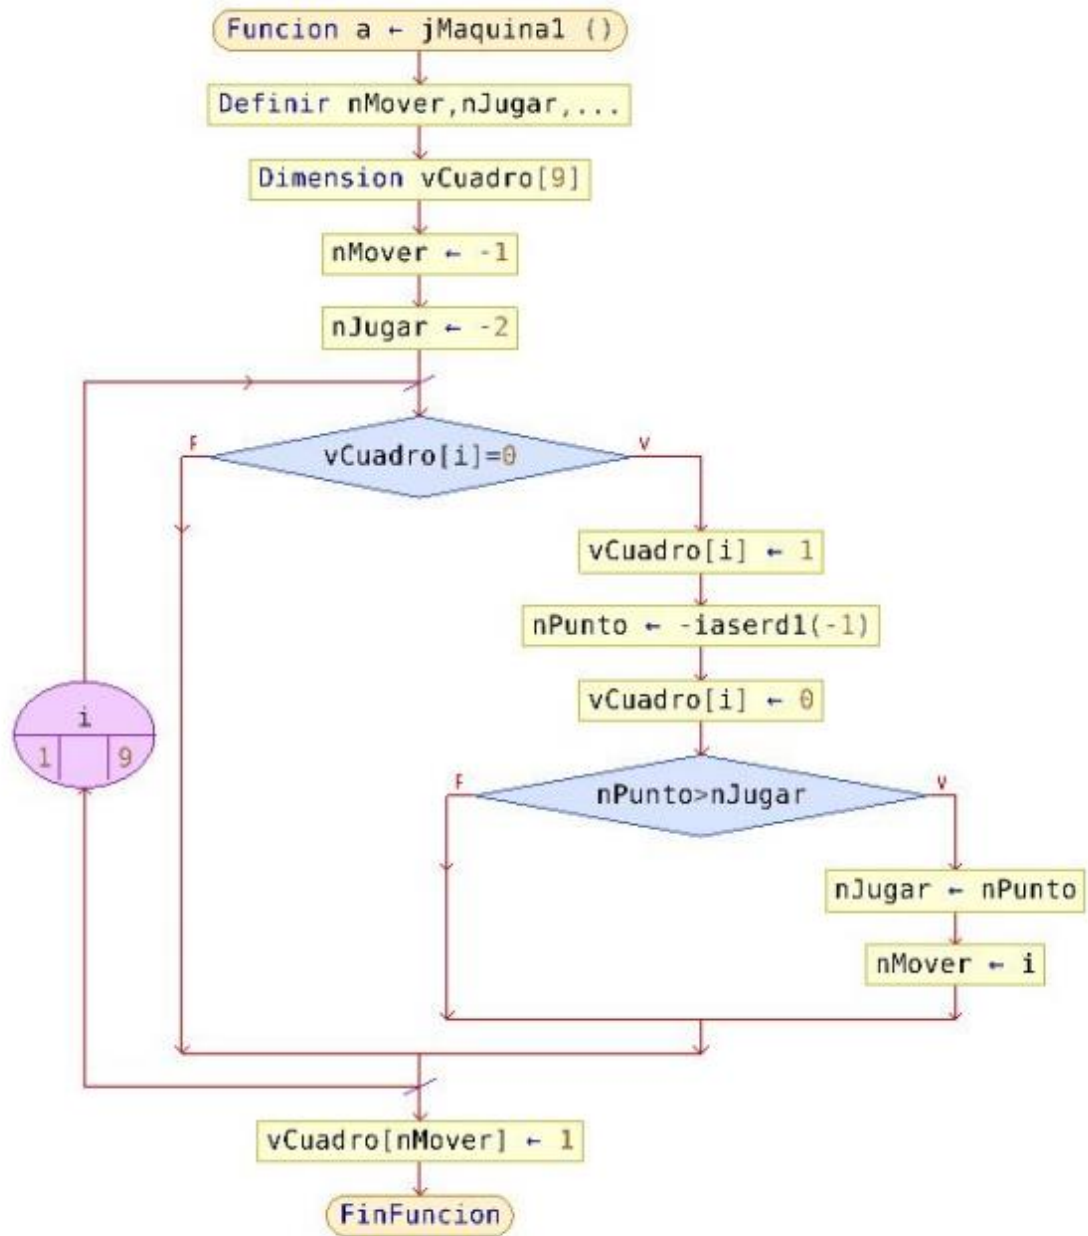 Funcion a ← jMaquina1 ()
Definir nMover,nJugar,...
Dimension vCuadro[9]
nMover ← -1
nJugar ← -2
vCuadro[i]=0
F
V
vCuadro[i] ← 1
nPunto ← -iaserd1(-1)
vCuadro[i] ← 0
i
1 9
nPunto>nJugar
F
V
nJugar ← nPunto
nMover ← i
vCuadro[nMover] ← 1
FinFuncion